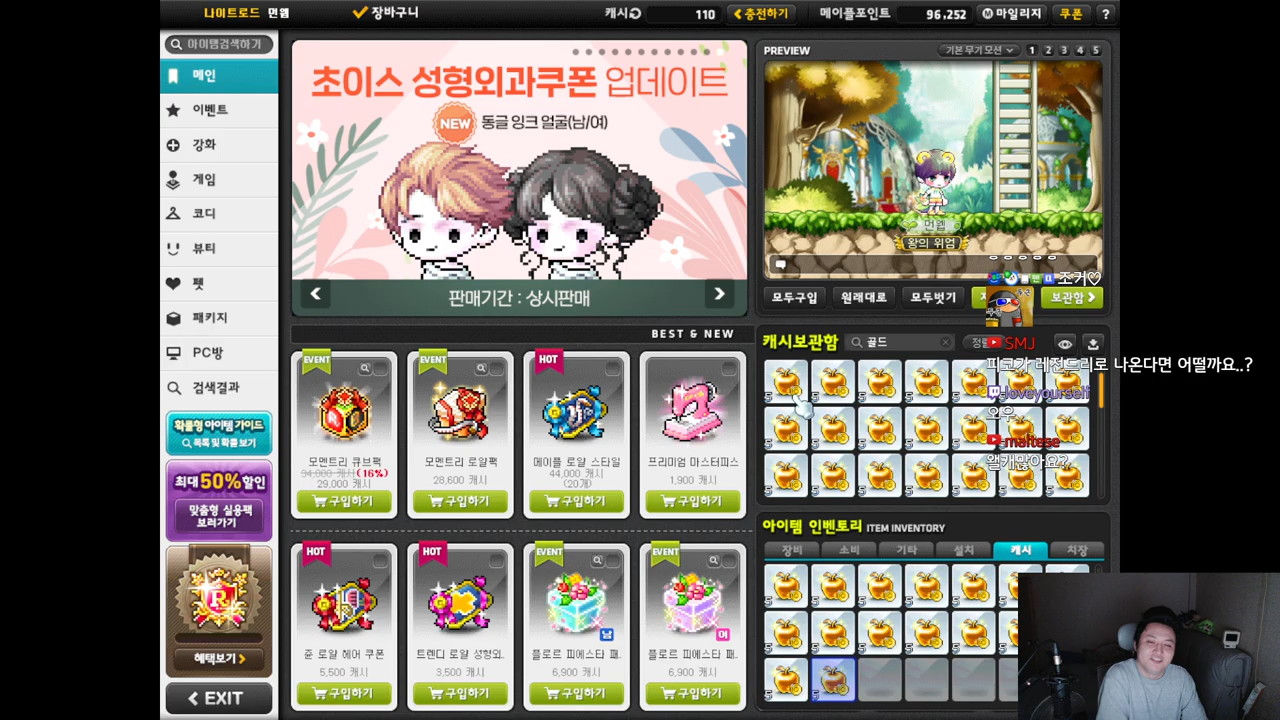 나이트로드 먼웹
장바구니
캐시
110
충전하기
메이플포인트
96,252
마일리지
쿠폰
?
아이템검색하기
메인
이벤트
강화
게임
코디
뷰티
펫
패키지
PC방
검색결과
확률형 아이템 가이드
목록 및 확률 보기
최대 50%할인
맞춤형 실용팩
보러가기
R
혜택보기
EXIT
초이스 성형외과쿠폰 업데이트
NEW 동글 잉크 얼굴(남/여)
판매기간 : 상시판매
BEST & NEW
EVENT
모멘트리 큐브팩
34,800 캐시 (16%)
29,000 캐시
구입하기
EVENT
모멘트리 로얄팩
28,600 캐시
구입하기
HOT
메이플 로얄 스타일
44,000 캐시
(20개)
구입하기
프리미엄 마스터피스
1,900 캐시
구입하기
HOT
준 로얄 헤어 쿠폰
5,500 캐시
구입하기
HOT
트렌디 로얄 성형외..
3,500 캐시
구입하기
EVENT
남
플로르 피에스타 패..
6,900 캐시
구입하기
EVENT
여
플로르 피에스타 패..
6,900 캐시
구입하기
PREVIEW
기본 무기 모션
1 2 3 4 5
먼웹
왕의 위엄
모두구입
원래대로
모두벗기
보관함
조커♡
캐시보관함
골드
SMJ
피코가 레전드리로 나온다면 어떨까요..?
loveyourself
오우
maltese
왤캐많아요?
아이템 인벤토리 ITEM INVENTORY
장비
소비
기타
설치
캐시
치장